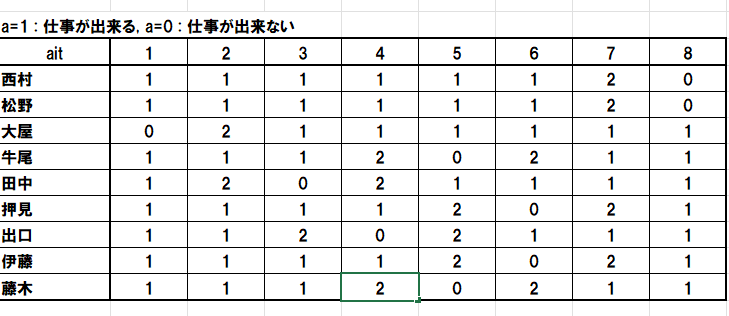 a=1：仕事が出来る, a=0：仕事が出来ない
ait 1 2 3 4 5 6 7 8
西村 1 1 1 1 1 1 2 0
松野 1 1 1 1 1 1 2 0
大屋 0 2 1 1 1 1 1 1
牛尾 1 1 1 2 0 2 1 1
田中 1 2 0 2 1 1 1 1
押見 1 1 1 1 2 0 2 1
出口 1 1 2 0 2 1 1 1
伊藤 1 1 1 1 2 0 2 1
藤木 1 1 1 2 0 2 1 1